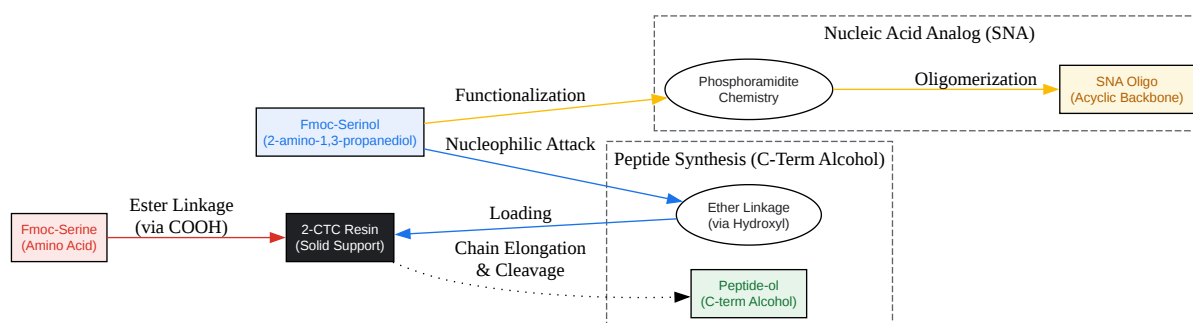 Nucleic Acid Analog (SNA)
Phosphoramidite
Chemistry
Oligomerization
SNA Oligo
(Acyclic Backbone)
Functionalization
Fmoc-Serinol
(2-amino-1,3-propanediol)
Nucleophilic Attack
Peptide Synthesis (C-Term Alcohol)
Ether Linkage
(via Hydroxyl)
Ester Linkage
(via COOH)
Loading
Fmoc-Serine
(Amino Acid)
2-CTC Resin
(Solid Support)
Chain Elongation
& Cleavage
Peptide-ol
(C-term Alcohol)